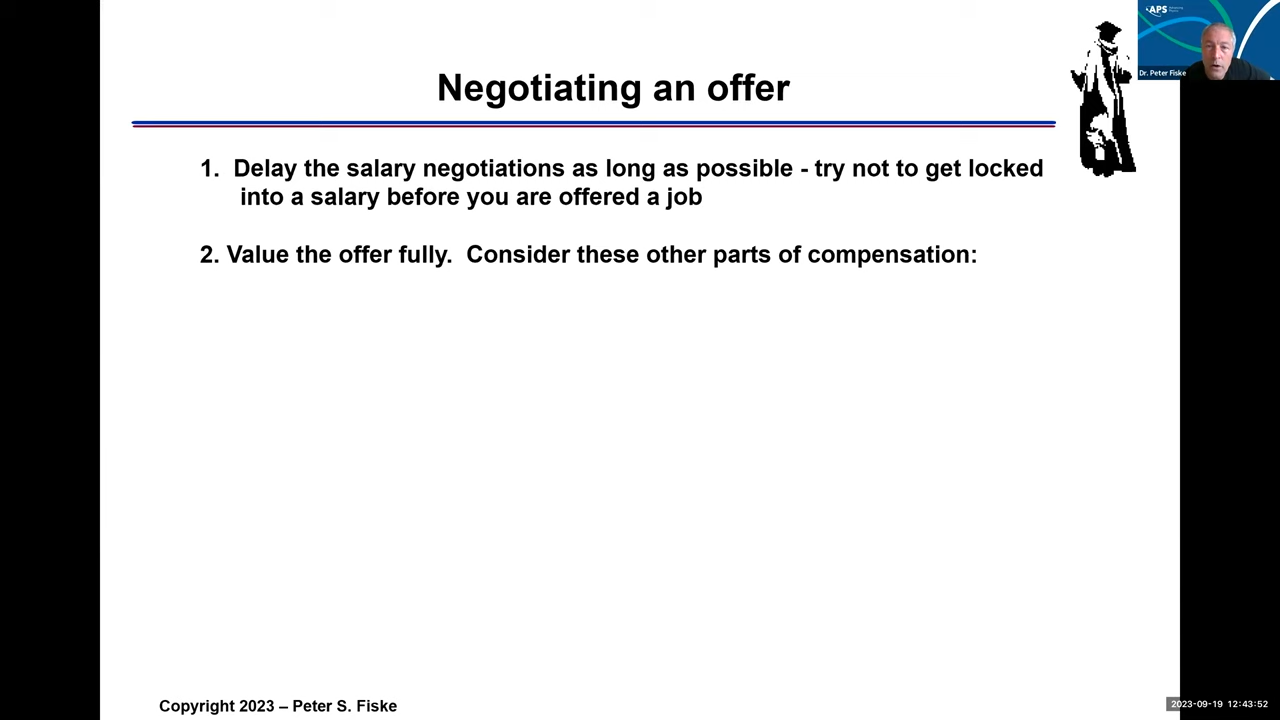 APS
Dr. Peter Fiske
Negotiating an offer
1. Delay the salary negotiations as long as possible - try not to get locked
into a salary before you are offered a job
2. Value the offer fully. Consider these other parts of compensation:
Copyright 2023 – Peter S. Fiske
2023-09-19 12:43:52